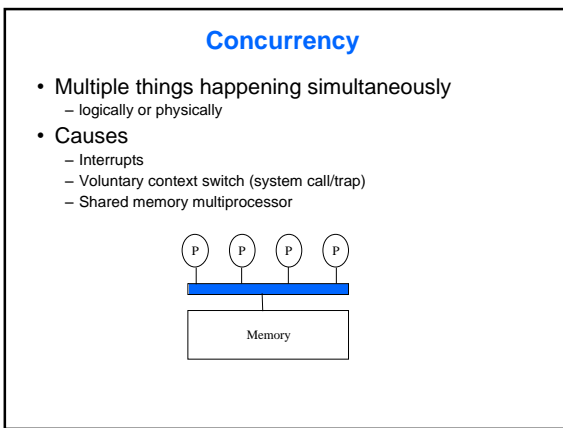 Concurrency
• Multiple things happening simultaneously
– logically or physically
• Causes
– Interrupts
– Voluntary context switch (system call/trap)
– Shared memory multiprocessor
P P P P
Memory